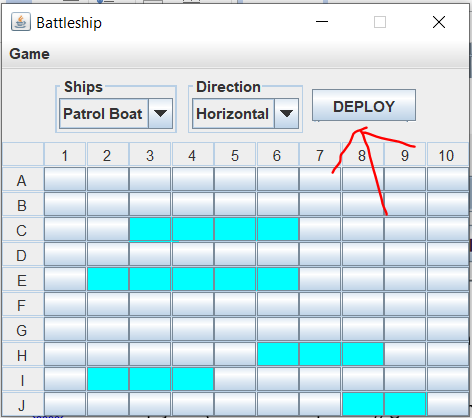 Battleship
Game
Ships
Direction
Patrol Boat
Horizontal
DEPLOY
1 2 3 4 5 6 7 8 9 10
A
B
C
D
E
F
G
H
I
J